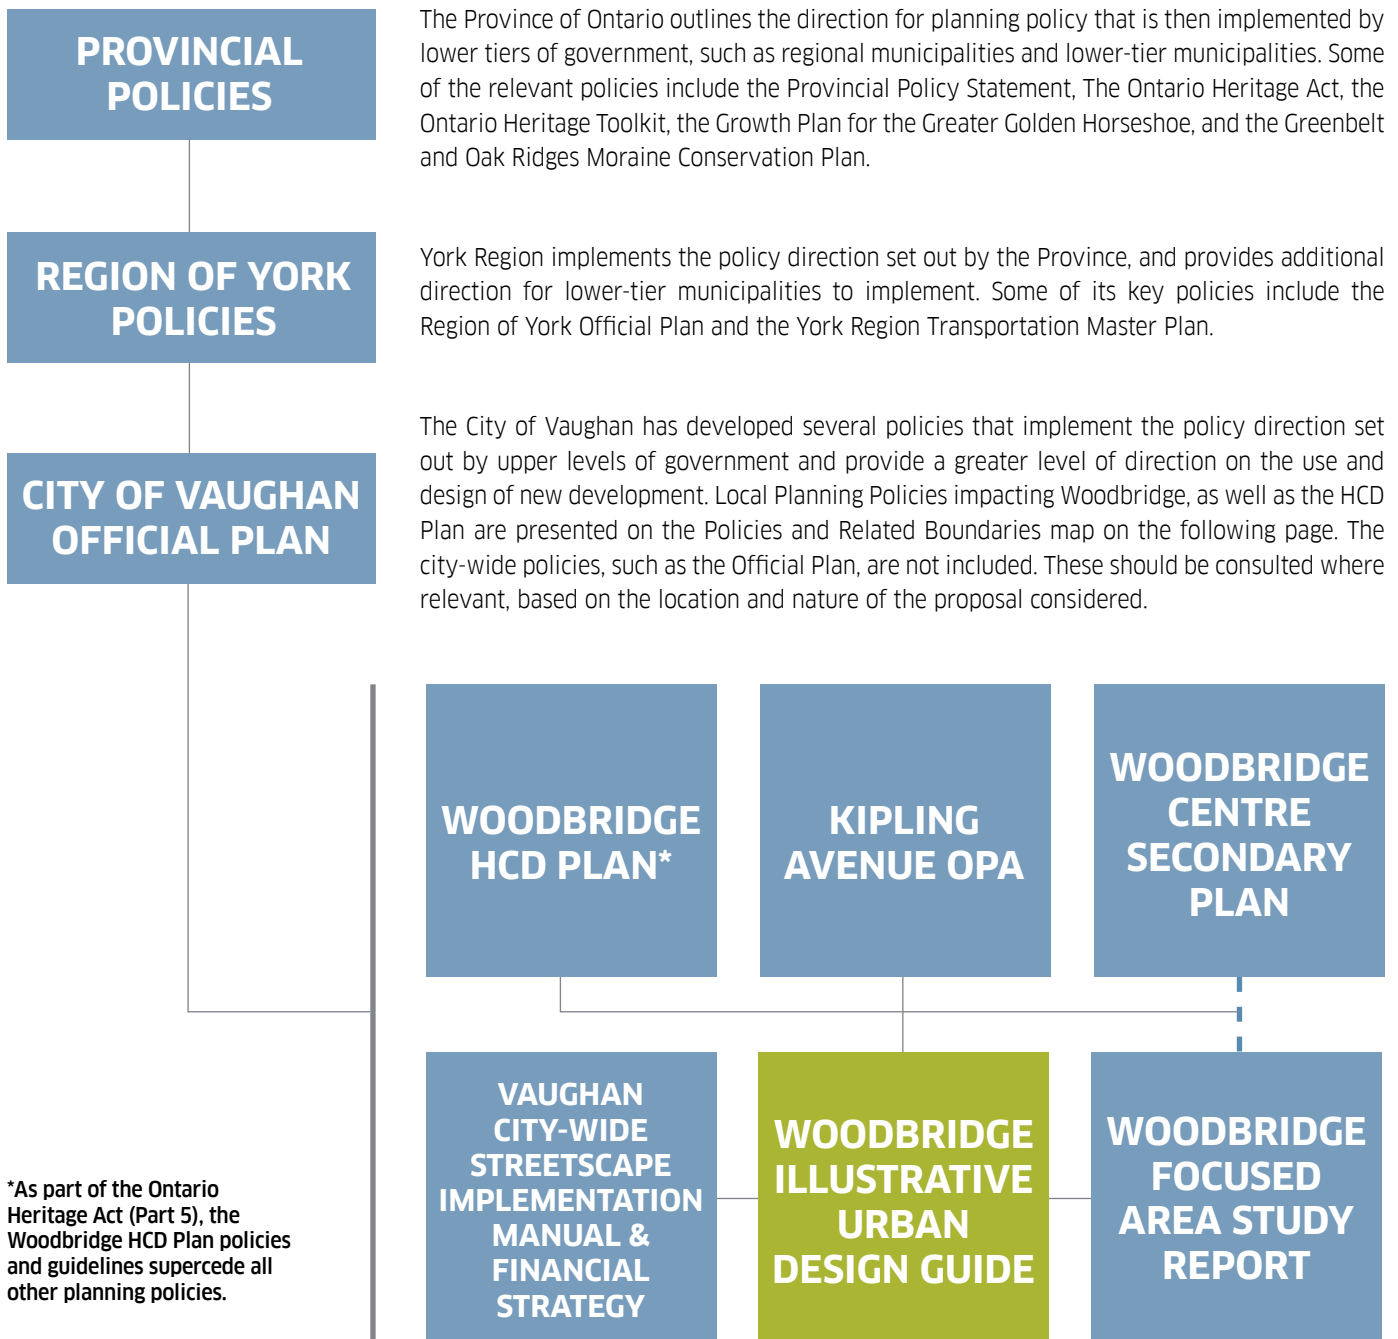 PROVINCIAL
POLICIES
The Province of Ontario outlines the direction for planning policy that is then implemented by
lower tiers of government, such as regional municipalities and lower-tier municipalities. Some
of the relevant policies include the Provincial Policy Statement, The Ontario Heritage Act, the
Ontario Heritage Toolkit, the Growth Plan for the Greater Golden Horseshoe, and the Greenbelt
and Oak Ridges Moraine Conservation Plan.
REGION OF YORK
POLICIES
York Region implements the policy direction set out by the Province, and provides additional
direction for lower-tier municipalities to implement. Some of its key policies include the
Region of York Official Plan and the York Region Transportation Master Plan.
CITY OF VAUGHAN
OFFICIAL PLAN
The City of Vaughan has developed several policies that implement the policy direction set
out by upper levels of government and provide a greater level of direction on the use and
design of new development. Local Planning Policies impacting Woodbridge, as well as the HCD
Plan are presented on the Policies and Related Boundaries map on the following page. The
city-wide policies, such as the Official Plan, are not included. These should be consulted where
relevant, based on the location and nature of the proposal considered.
WOODBRIDGE
HCD PLAN*
KIPLING
AVENUE OPA
WOODBRIDGE
CENTRE
SECONDARY
PLAN
VAUGHAN
CITY-WIDE
STREETSCAPE
IMPLEMENTATION
MANUAL &
FINANCIAL
STRATEGY
WOODBRIDGE
ILLUSTRATIVE
URBAN
DESIGN GUIDE
WOODBRIDGE
FOCUSED
AREA STUDY
REPORT
*As part of the Ontario
Heritage Act (Part 5), the
Woodbridge HCD Plan policies
and guidelines supercede all
other planning policies.